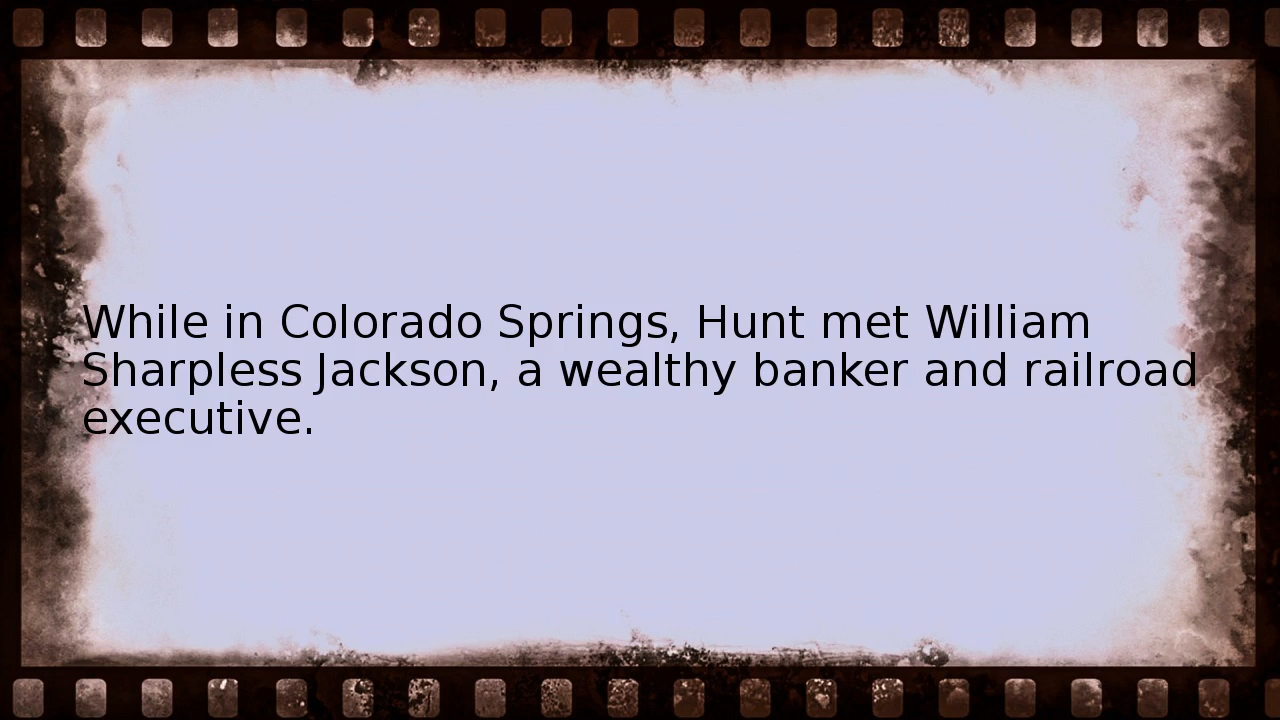 While in Colorado Springs, Hunt met William
Sharpless Jackson, a wealthy banker and railroad
executive.